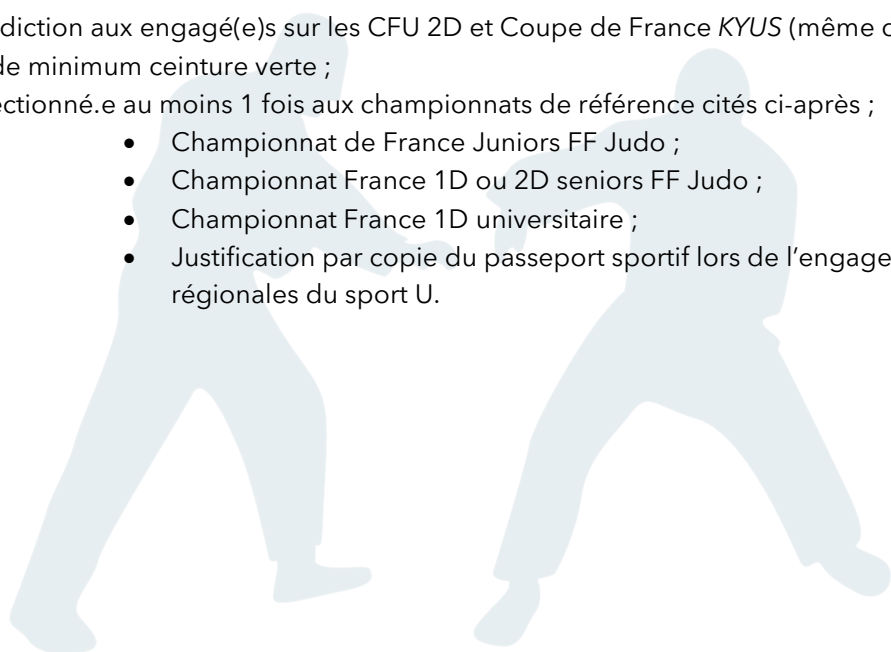 diction aux engagé(e)s sur les CFU 2D et Coupe de France KYUS (même
de minimum ceinture verte ;
ectionné.e au moins 1 fois aux championnats de référence cités ci-après ;
• Championnat de France Juniors FF Judo ;
• Championnat France 1D ou 2D seniors FF Judo ;
• Championnat France 1D universitaire ;
• Justification par copie du passeport sportif lors de l'engage
régionales du sport U.